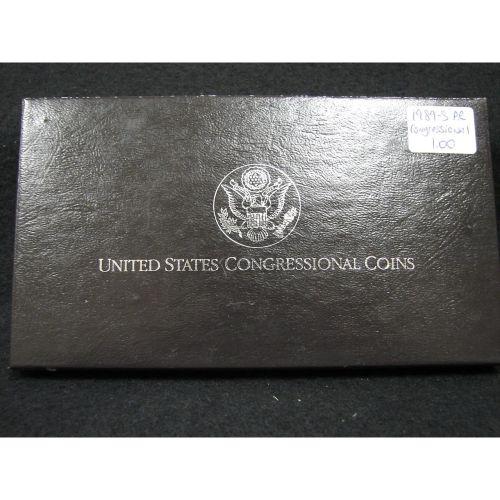 1989-S PR
Congressional
1.00
UNITED STATES CONGRESSIONAL COINS